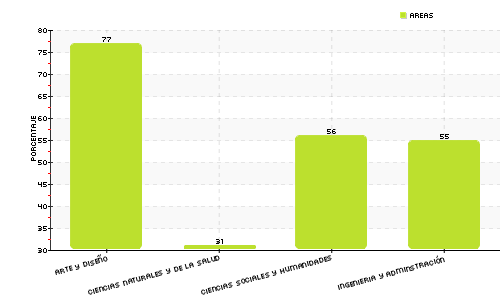 AREAS
80
75
70
65
60
55
50
45
40
35
30
PORCENTAJE
77
31
56
55
ARTE Y DISEÑO
CIENCIAS NATURALES Y DE LA SALUD
CIENCIAS SOCIALES Y HUMANIDADES
INGENIERIA Y ADMINSTRACIÓN